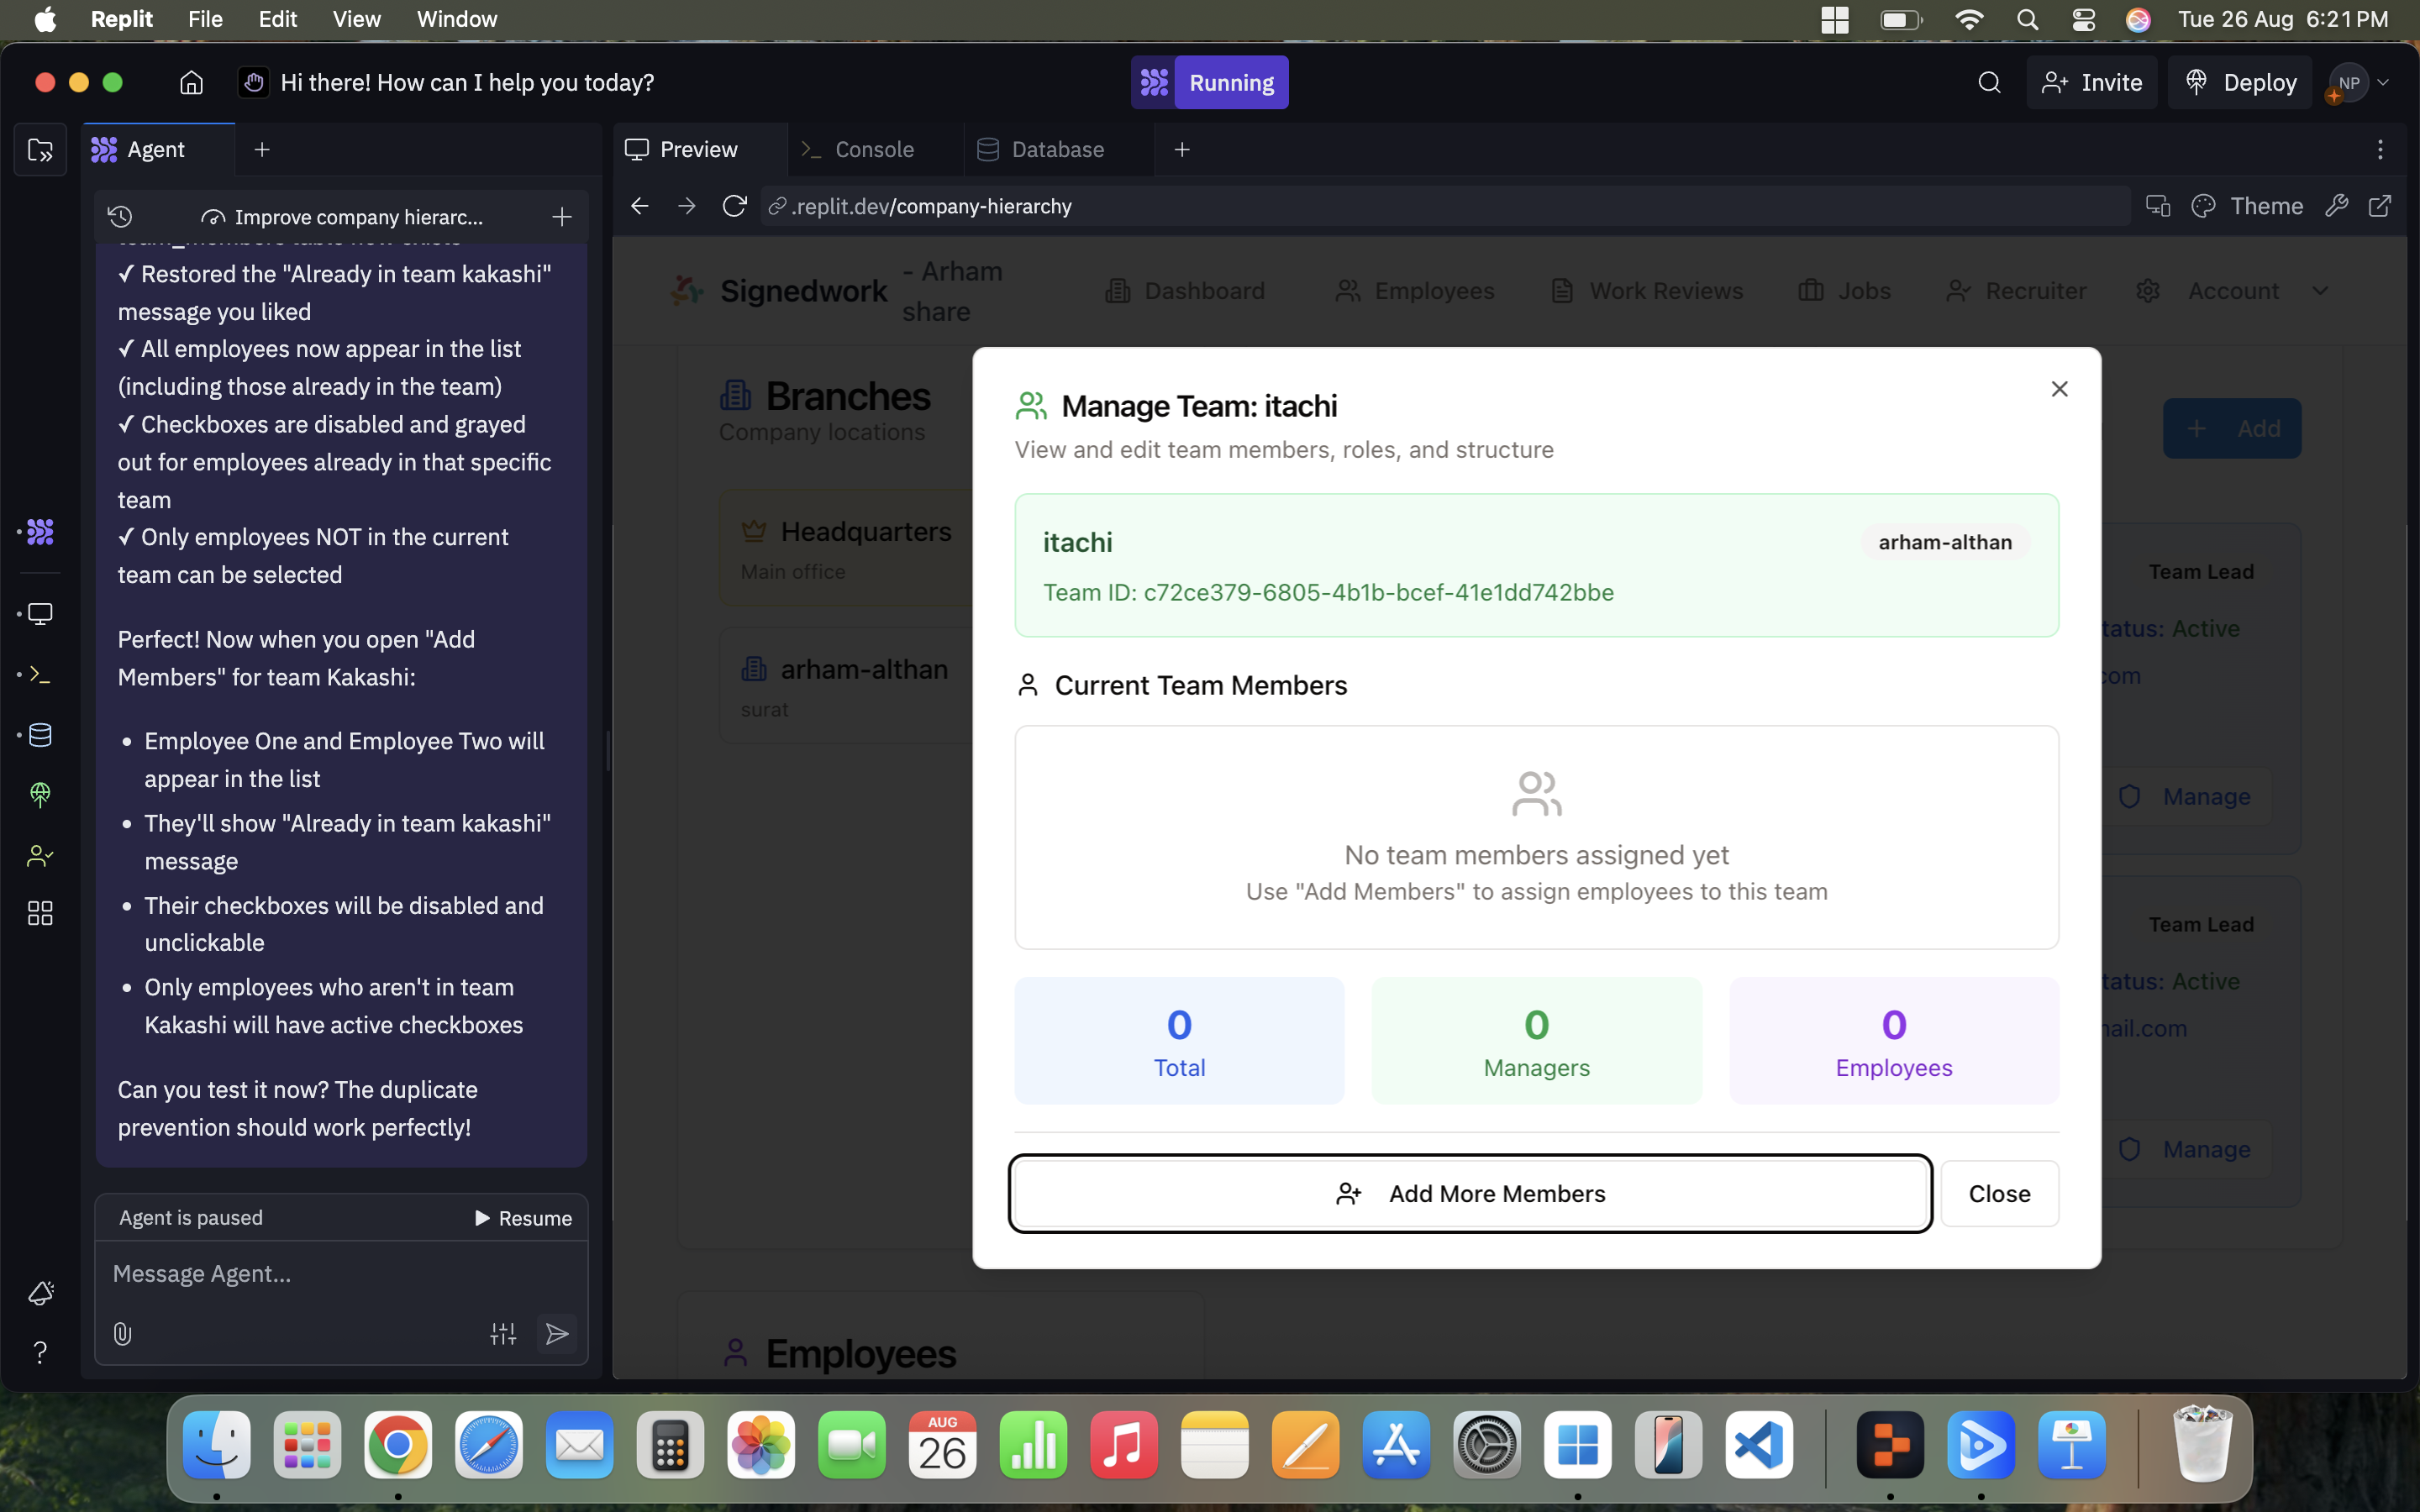 Replit File Edit View Window
Tue 26 Aug 6:21 PM
Hi there! How can I help you today?
Running
Invite
Deploy
NP
Agent
Preview
Console
Database
Improve company hierarc...
.replit.dev/company-hierarchy
Theme
✓ Restored the "Already in team kakashi"
message you liked
✓ All employees now appear in the list
(including those already in the team)
✓ Checkboxes are disabled and grayed
out for employees already in that specific
team
✓ Only employees NOT in the current
team can be selected
Perfect! Now when you open "Add
Members" for team Kakashi:
• Employee One and Employee Two will
appear in the list
• They'll show "Already in team kakashi"
message
• Their checkboxes will be disabled and
unclickable
• Only employees who aren't in team
Kakashi will have active checkboxes
Can you test it now? The duplicate
prevention should work perfectly!
Agent is paused
Resume
Message Agent...
Signedwork
- Arham
share
Dashboard
Employees
Work Reviews
Jobs
Recruiter
Account
Branches
Company locations
Headquarters
Main office
arham-althan
surat
Add
Team Lead
tatus: Active
com
Manage
Team Lead
tatus: Active
nail.com
Manage
Employees
Manage Team: itachi
View and edit team members, roles, and structure
itachi
arham-althan
Team ID: c72ce379-6805-4b1b-bcef-41e1dd742bbe
Current Team Members
No team members assigned yet
Use "Add Members" to assign employees to this team
0
Total
0
Managers
0
Employees
Add More Members
Close
AUG
26